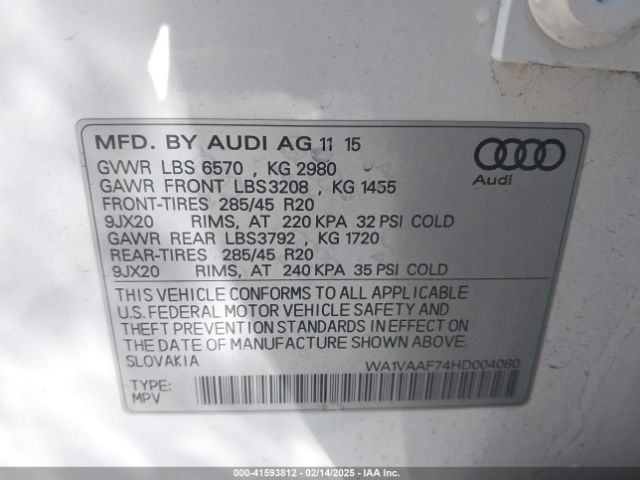 MFD. BY AUDI AG 11 15
GVWR LBS 6570 , KG 2980
GAWR FRONT LBS3208 , KG 1455
FRONT-TIRES 285/45 R20
9JX20 RIMS, AT 220 KPA 32 PSI COLD
GAWR REAR LBS3792 , KG 1720
REAR-TIRES 285/45 R20
9JX20 RIMS, AT 240 KPA 35 PSI COLD
Audi
THIS VEHICLE CONFORMS TO ALL APPLICABLE
U.S. FEDERAL MOTOR VEHICLE SAFETY AND
THEFT PREVENTION STANDARDS IN EFFECT ON
THE DATE OF MANUFACTURE SHOWN ABOVE.
SLOVAKIA WA1VAAF74HD004080
TYPE:
MPV
000-41593812 - 02/14/2025 - IAA Inc.